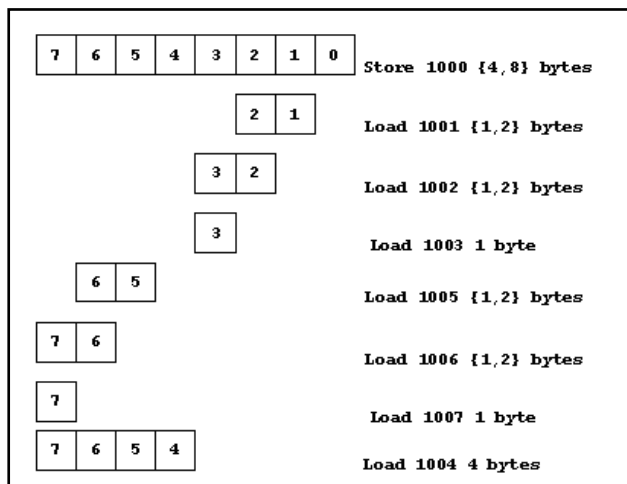 7 6 5 4 3 2 1 0 Store 1000 {4,8} bytes
2 1 Load 1001 {1,2} bytes
3 2 Load 1002 {1,2} bytes
3 Load 1003 1 byte
6 5 Load 1005 {1,2} bytes
7 6 Load 1006 {1,2} bytes
7 Load 1007 1 byte
7 6 5 4 Load 1004 4 bytes